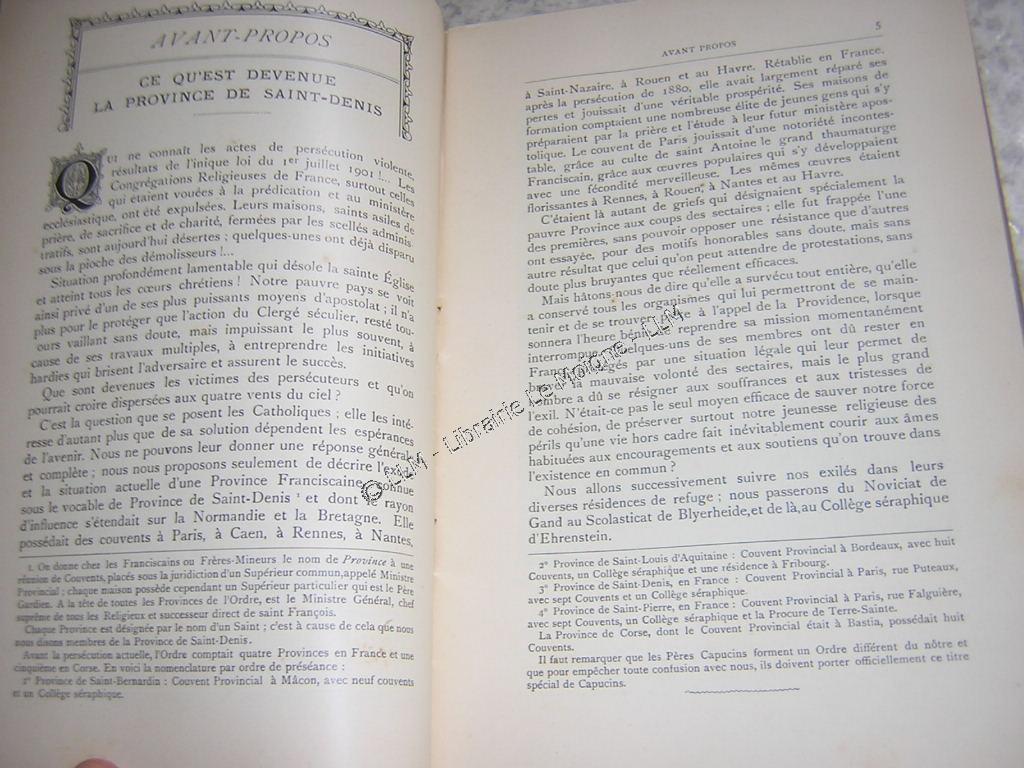 AVANT-PROPOS
CE QU'EST DEVENUE
LA PROVINCE DE SAINT-DENIS
QUI ne connaît les actes de persécution violente,
résultats de l'inique loi du 1er juillet 1901 !... Les
Congrégations Religieuses de France, surtout celles
qui étaient vouées à la prédication et au ministère
ecclésiastique, ont été expulsées. Leurs maisons, saints asiles de
prière, de sacrifice et de charité, fermées par les scellés adminis-
tratifs, sont aujourd'hui désertes ; quelques-unes ont déjà disparu
sous la pioche des démolisseurs !...
Situation profondément lamentable qui désole la sainte Église
et atteint tous les cœurs chrétiens ! Notre pauvre pays se voit
ainsi privé d'un de ses plus puissants moyens d'apostolat ; il n'a
plus pour le protéger que l'action du Clergé séculier, resté tou-
jours vaillant sans doute, mais impuissant le plus souvent, à
cause de ses travaux multiples, à entreprendre les initiatives
hardies qui brisent l'adversaire et assurent le succès.
Que sont devenues les victimes des persécuteurs et qu'on
pourrait croire dispersées aux quatre vents du ciel ?
C'est la question que se posent les Catholiques ; elle les inté-
resse d'autant plus que de sa solution dépendent les espérances
de l'avenir. Nous ne pouvons leur donner une réponse générale
et complète ; nous nous proposons seulement de décrire l'exil
et la situation actuelle d'une Province Franciscaine, connue
sous le vocable de Province de Saint-Denis 1 et dont le rayon
d'influence s'étendait sur la Normandie et la Bretagne. Elle
possédait des couvents à Paris, à Caen, à Rennes, à Nantes,
1. On donne chez les Franciscains ou Frères-Mineurs le nom de Province à une
réunion de Couvents, placés sous la juridiction d'un Supérieur commun, appelé Ministre
Provincial ; chaque maison possède cependant un Supérieur particulier qui est le Père
Gardien. A la tête de toutes les Provinces de l'Ordre, est le Ministre Général, chef
suprême de tous les Religieux et successeur direct de saint François.
Chaque Province est désignée par le nom d'un Saint ; c'est à cause de cela que nous
nous disons membres de la Province de Saint-Denis.
Avant la persécution actuelle, l'Ordre comptait quatre Provinces en France et une
cinquième en Corse. En voici la nomenclature par ordre de préséance :
1° Province de Saint-Bernardin : Couvent Provincial à Mâcon, avec neuf couvents
et un Collège séraphique.
AVANT PROPOS
5
à Saint-Nazaire, à Rouen et au Havre. Rétablie en France,
après la persécution de 1880, elle avait largement réparé ses
pertes et jouissait d'une véritable prospérité. Ses maisons de
formation comptaient une nombreuse élite de jeunes gens qui s'y
préparaient par la prière et l'étude à leur futur ministère apos-
tolique. Le couvent de Paris jouissait d'une notoriété incontes-
table, grâce au culte de saint Antoine le grand thaumaturge
Franciscain, grâce aux œuvres populaires qui s'y développaient
avec une fécondité merveilleuse. Les mêmes œuvres étaient
florissantes à Rennes, à Rouen, à Nantes et au Havre.
C'étaient là autant de griefs qui désignaient spécialement la
pauvre Province aux coups des sectaires ; elle fut frappée l'une
des premières, sans pouvoir opposer une résistance que d'autres
ont essayée, pour des motifs honorables sans doute, mais sans
autre résultat que celui qu'on peut attendre de protestations, sans
doute plus bruyantes que réellement efficaces.
Mais hâtons-nous de dire qu'elle a survécu tout entière, qu'elle
a conservé tous les organismes qui lui permettront de se main-
tenir et de se trouver prête à l'appel de la Providence, lorsque
sonnera l'heure bénie de reprendre sa mission momentanément
interrompue. Quelques-uns de ses membres ont dû rester en
France, protégés par une situation légale qui leur permet de
braver la mauvaise volonté des sectaires, mais le plus grand
nombre a dû se résigner aux souffrances et aux tristesses de
l'exil. N'était-ce pas le seul moyen efficace de sauver notre force
de cohésion, de préserver surtout notre jeunesse religieuse des
périls qu'une vie hors cadre fait inévitablement courir aux âmes
habituées aux encouragements et aux soutiens qu'on trouve dans
l'existence en commun ?
Nous allons successivement suivre nos exilés dans leurs
diverses résidences de refuge ; nous passerons du Noviciat de
Gand au Scolasticat de Blyerheide, et de là, au Collège séraphique
d'Ehrenstein.
2° Province de Saint-Louis d'Aquitaine : Couvent Provincial à Bordeaux, avec huit
Couvents, un Collège séraphique et une résidence à Fribourg.
3° Province de Saint-Denis, en France : Couvent Provincial à Paris, rue Puteaux,
avec sept Couvents et un Collège séraphique.
4° Province de Saint-Pierre, en France : Couvent Provincial à Paris, rue Falguière,
avec sept Couvents, un Collège séraphique et la Procure de Terre-Sainte.
La Province de Corse, dont le Couvent Provincial était à Bastia, possédait huit
Couvents.
Il faut remarquer que les Pères Capucins forment un Ordre différent du nôtre et
que pour empêcher toute confusion avec nous, ils doivent porter officiellement ce titre
spécial de Capucins.
© LLM - Librairie Le Moigne - LLM